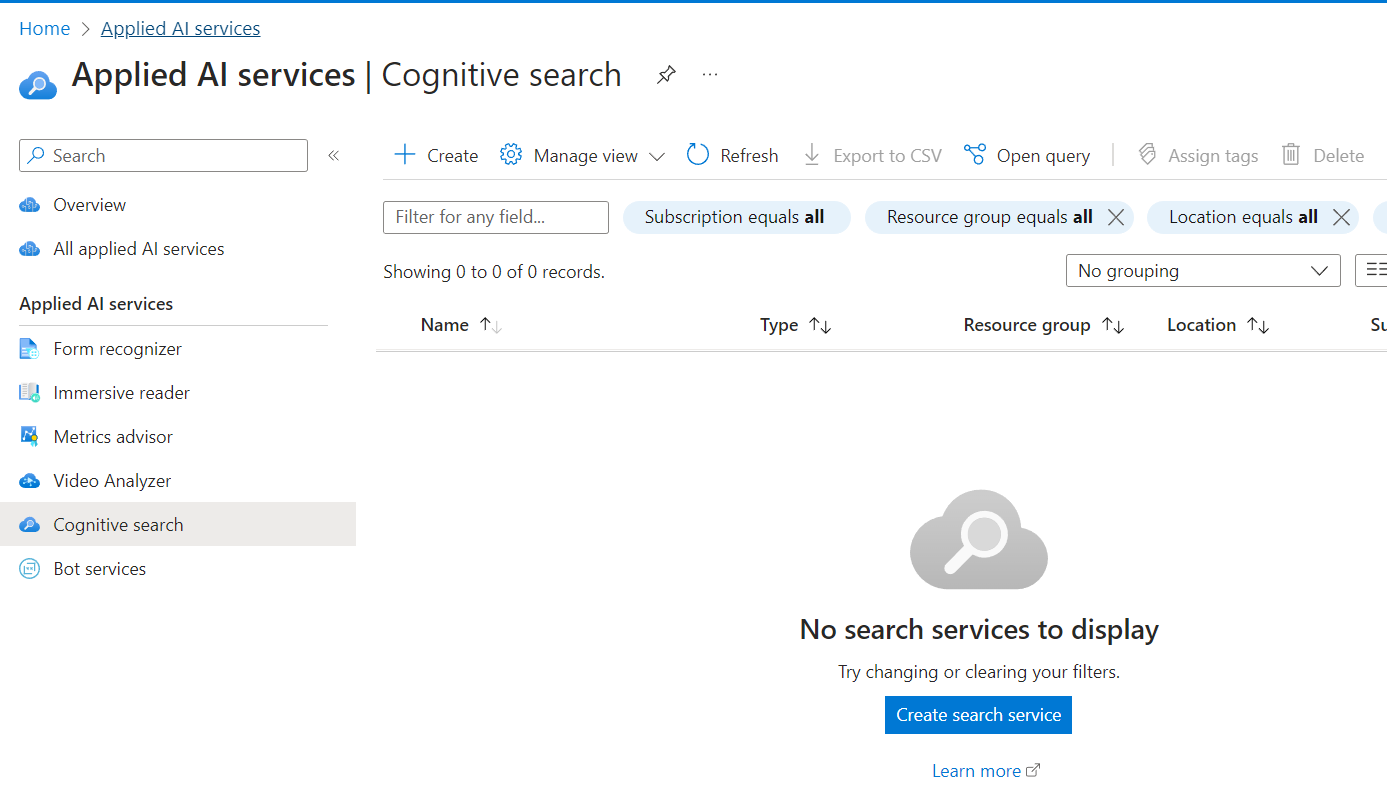 Home > Applied AI services
Applied AI services | Cognitive search ...
Search «
Overview
All applied AI services
Applied AI services
Form recognizer
Immersive reader
Metrics advisor
Video Analyzer
Cognitive search
Bot services
+ Create Manage view Refresh Export to CSV Open query | Assign tags Delete
Filter for any field... Subscription equals all Resource group equals all Location equals all
Showing 0 to 0 of 0 records. No grouping
Name Type Resource group Location Su
No search services to display
Try changing or clearing your filters.
Create search service
Learn more